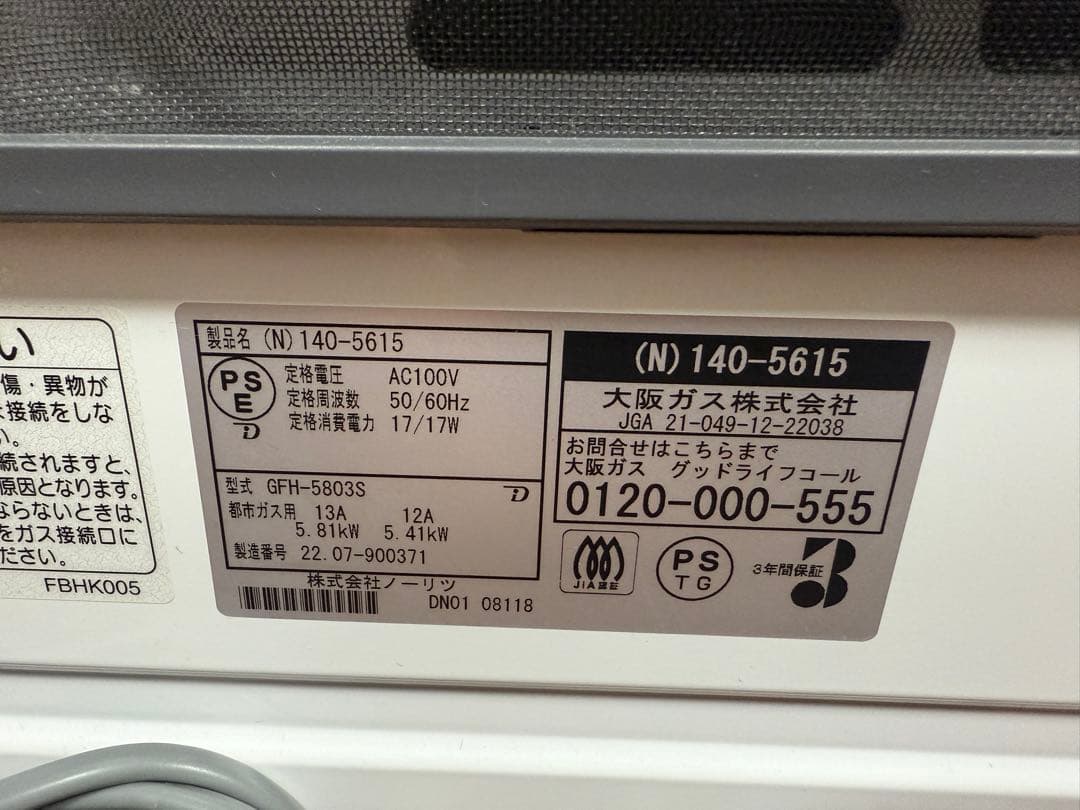 い
傷・異物が
接続をしな
い。
続されますと、
原因となります。
ならないときは、
をガス接続口に
ださい。
FBHK005
製品名 (N)140-5615
PSE
定格電圧 AC100V
定格周波数 50/60Hz
定格消費電力 17/17W
型式 GFH-5803S
都市ガス用 13A 12A
5.81kW 5.41kW
製造番号 22.07-900371
株式会社ノーリツ
DN01 08118
(N)140-5615
大阪ガス株式会社
JGA 21-049-12-22038
お問合せはこちらまで
大阪ガス グッドライフコール
0120-000-555
JIA認証
PSTG
3年間保証